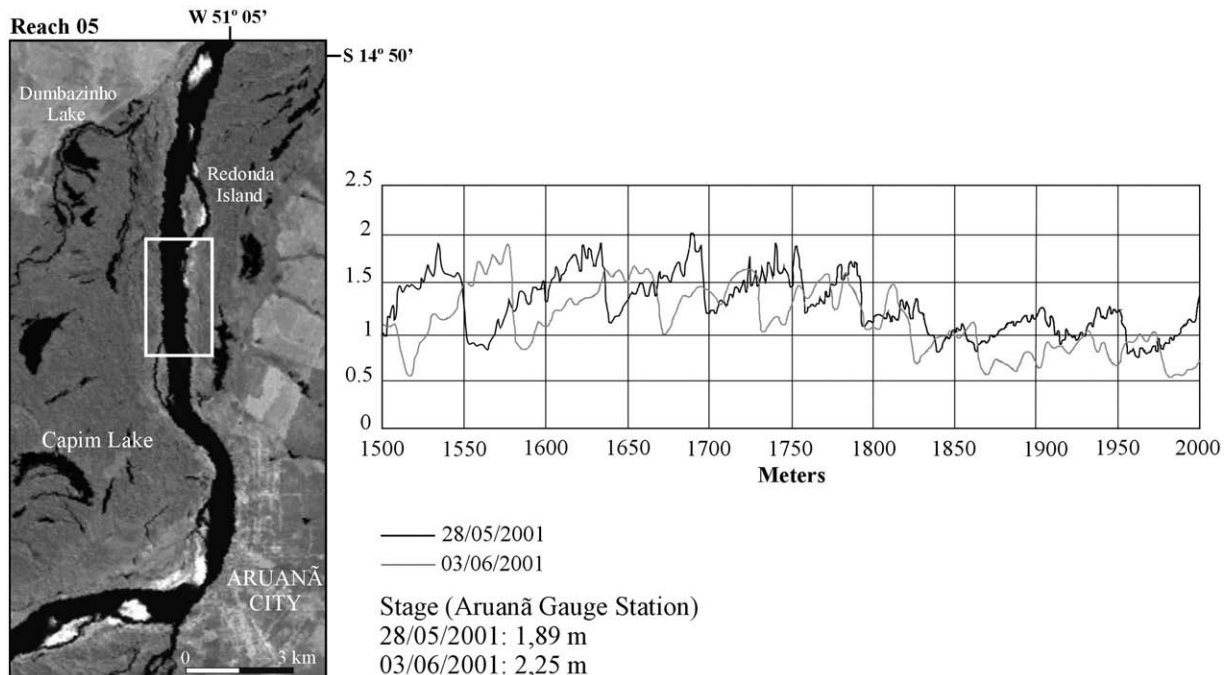 Reach 05
W 51º 05’
S 14º 50’
Dumbazinho
Lake
Redonda
Island
Capim Lake
ARUANÃ
CITY
0 3 km
2.5
2
1.5
1
0.5
0
1500 1550 1600 1650 1700 1750 1800 1850 1900 1950 2000
Meters
28/05/2001
03/06/2001
Stage (Aruanã Gauge Station)
28/05/2001: 1,89 m
03/06/2001: 2,25 m